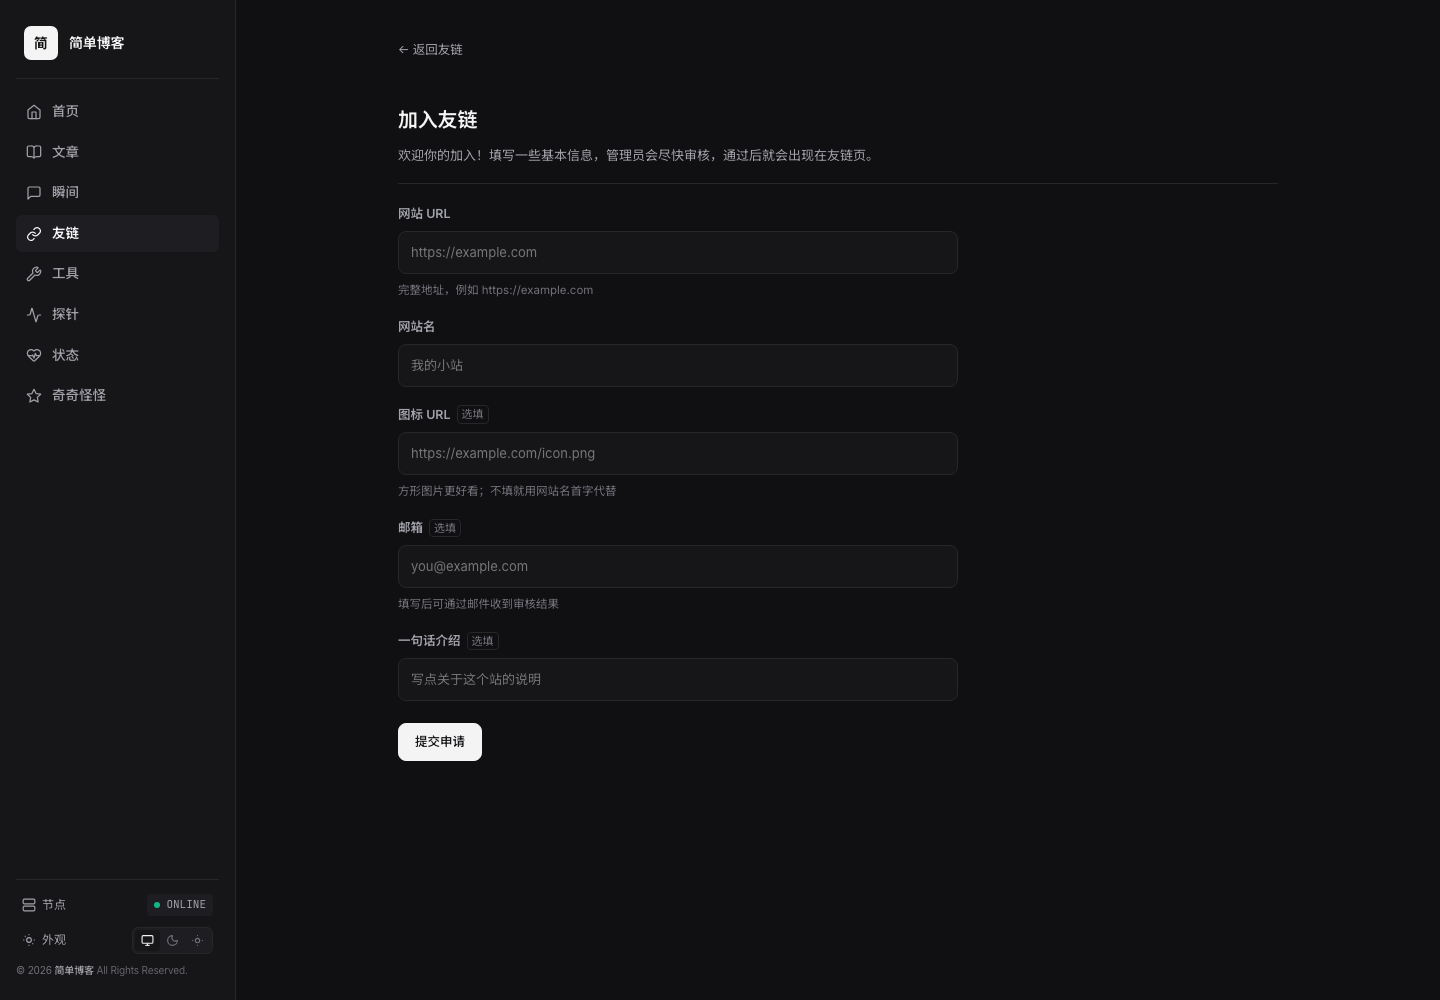 简 简单博客
首页
文章
瞬间
友链
工具
探针
状态
奇奇怪怪
节点 ONLINE
外观
© 2026 简单博客 All Rights Reserved.
← 返回友链
加入友链
欢迎你的加入！填写一些基本信息，管理员会尽快审核，通过后就会出现在友链页。
网站 URL
https://example.com
完整地址，例如 https://example.com
网站名
我的小站
图标 URL 选填
https://example.com/icon.png
方形图片更好看；不填就用网站名首字代替
邮箱 选填
you@example.com
填写后可通过邮件收到审核结果
一句话介绍 选填
写点关于这个站的说明
提交申请